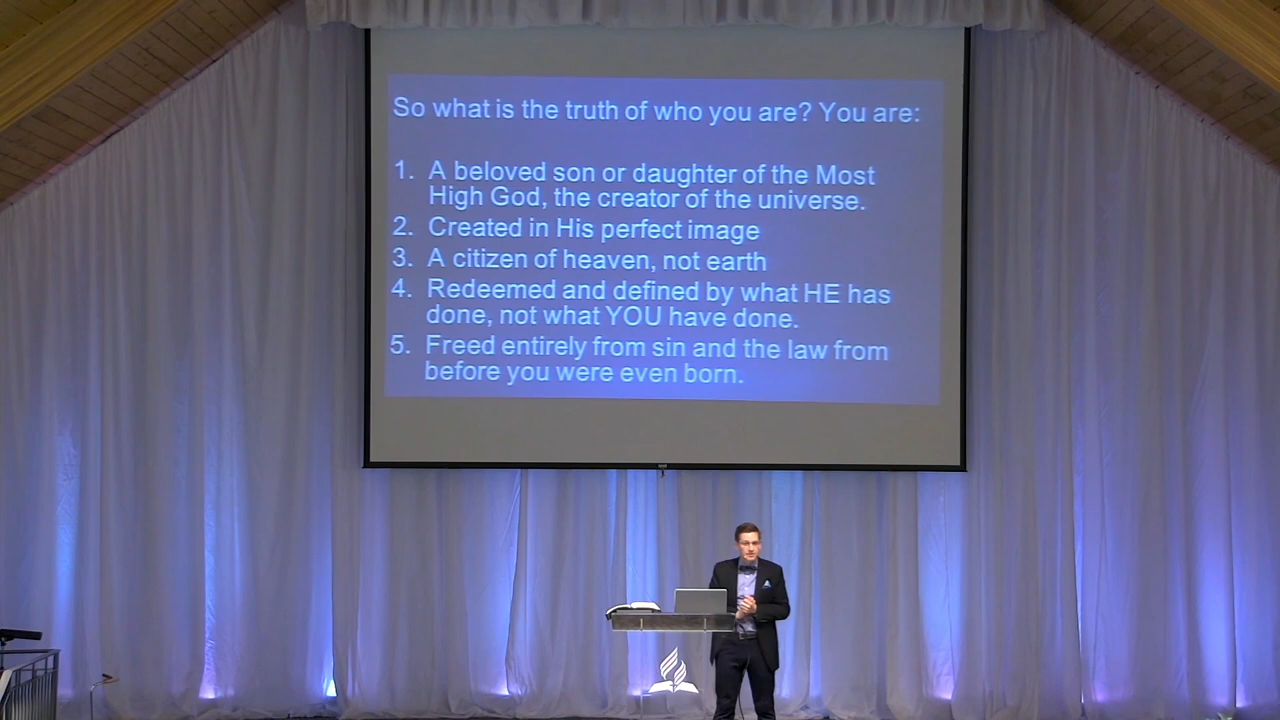 So what is the truth of who you are? You are:
1. A beloved son or daughter of the Most
High God, the creator of the universe.
2. Created in His perfect image
3. A citizen of heaven, not earth
4. Redeemed and defined by what HE has
done, not what YOU have done.
5. Freed entirely from sin and the law from
before you were even born.